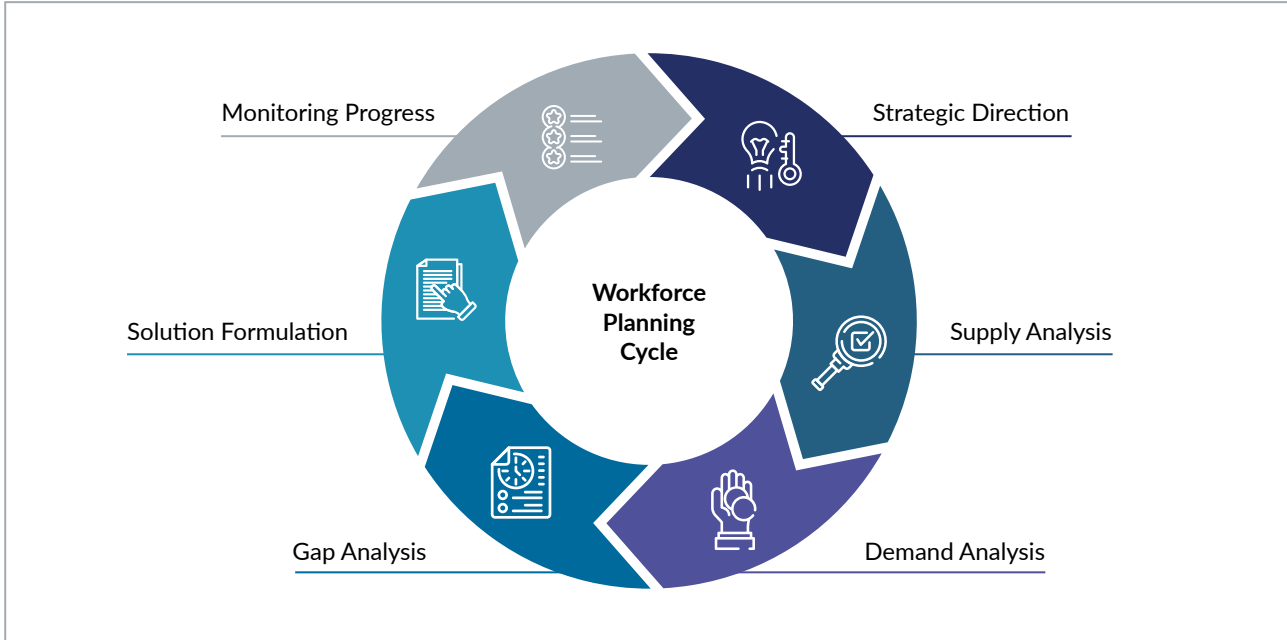 Monitoring Progress
Strategic Direction
Solution Formulation
Workforce
Planning
Cycle
Supply Analysis
Gap Analysis
Demand Analysis